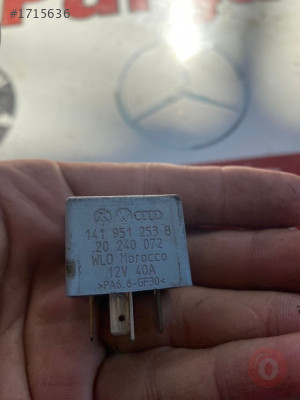 #1715636
141 951 253 B
20 240 072
WLO Morocco
12V 40A
>PA6.6-GF30<